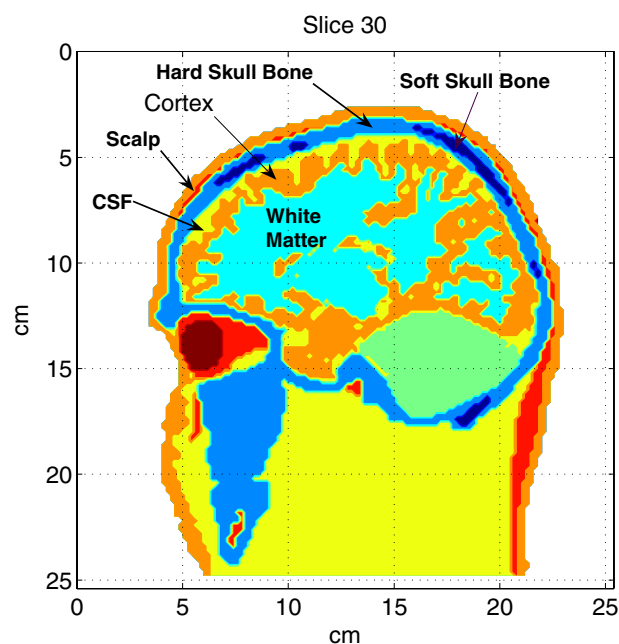 Slice 30
0
Hard Skull Bone
Soft Skull Bone
Cortex
Scalp
5
CSF
White
Matter
10
cm
15
20
25
0 5 10 15 20 25
cm